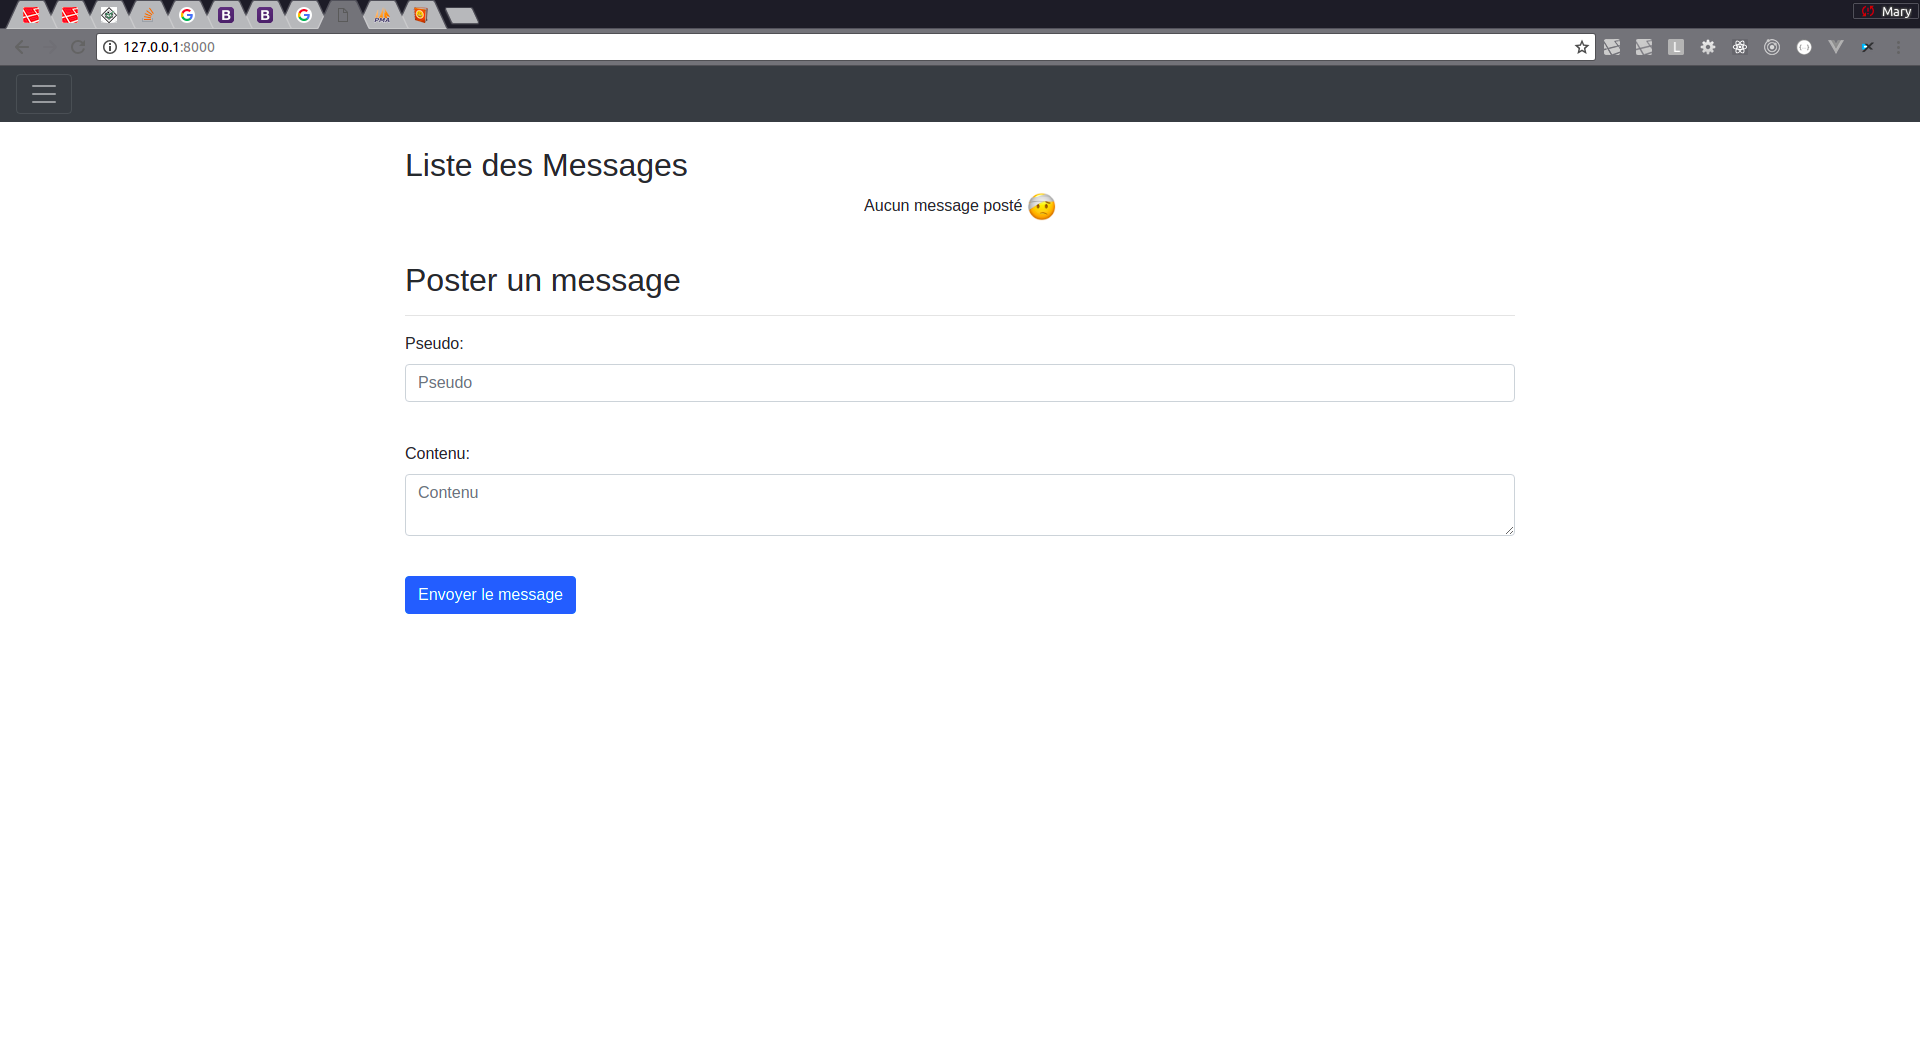 Mary
127.0.0.1:8000
Liste des Messages
Aucun message posté 🤕
Poster un message
Pseudo:
Pseudo
Contenu:
Contenu
Envoyer le message